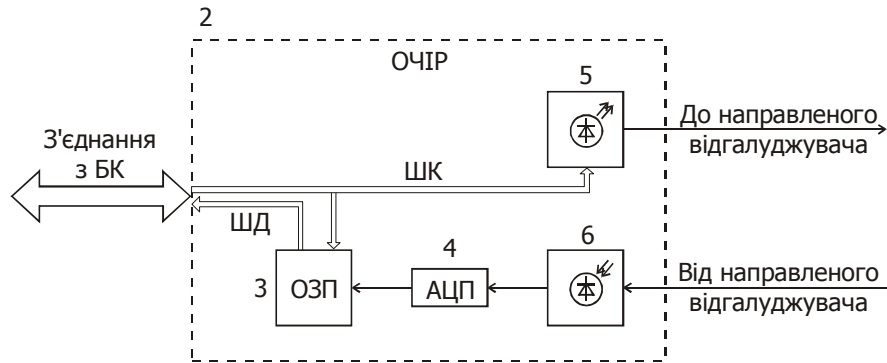 2
ОЧІР
5
До направленого
відгалуджувача
З'єднання
з БК
ШК
ШД
4
6
3
ОЗП
АЦП
Від направленого
відгалуджувача